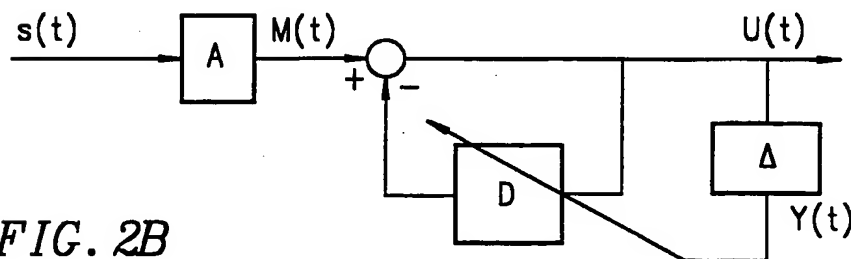 s(t) A M(t) U(t)
+ -
D Δ
Y(t)
FIG. 2B